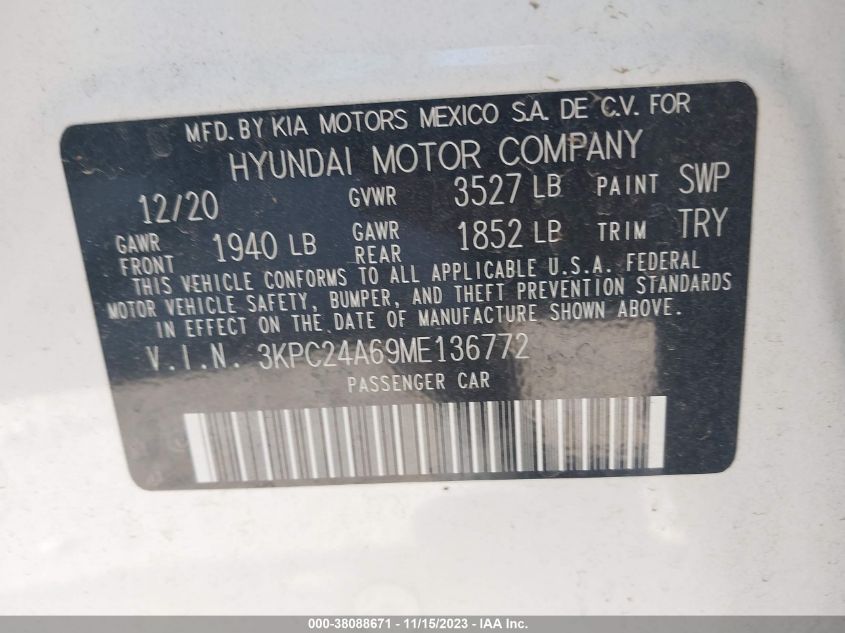 MFD. BY KIA MOTORS MEXICO S.A. DE C.V. FOR
HYUNDAI MOTOR COMPANY
12/20 GVWR 3527 LB PAINT SWP
GAWR FRONT 1940 LB GAWR REAR 1852 LB TRIM TRY
THIS VEHICLE CONFORMS TO ALL APPLICABLE U.S.A. FEDERAL
MOTOR VEHICLE SAFETY, BUMPER, AND THEFT PREVENTION STANDARDS
IN EFFECT ON THE DATE OF MANUFACTURE SHOWN ABOVE.
V.I.N. 3KPC24A69ME136772
PASSENGER CAR
000-38088671 - 11/15/2023 - ONSITE